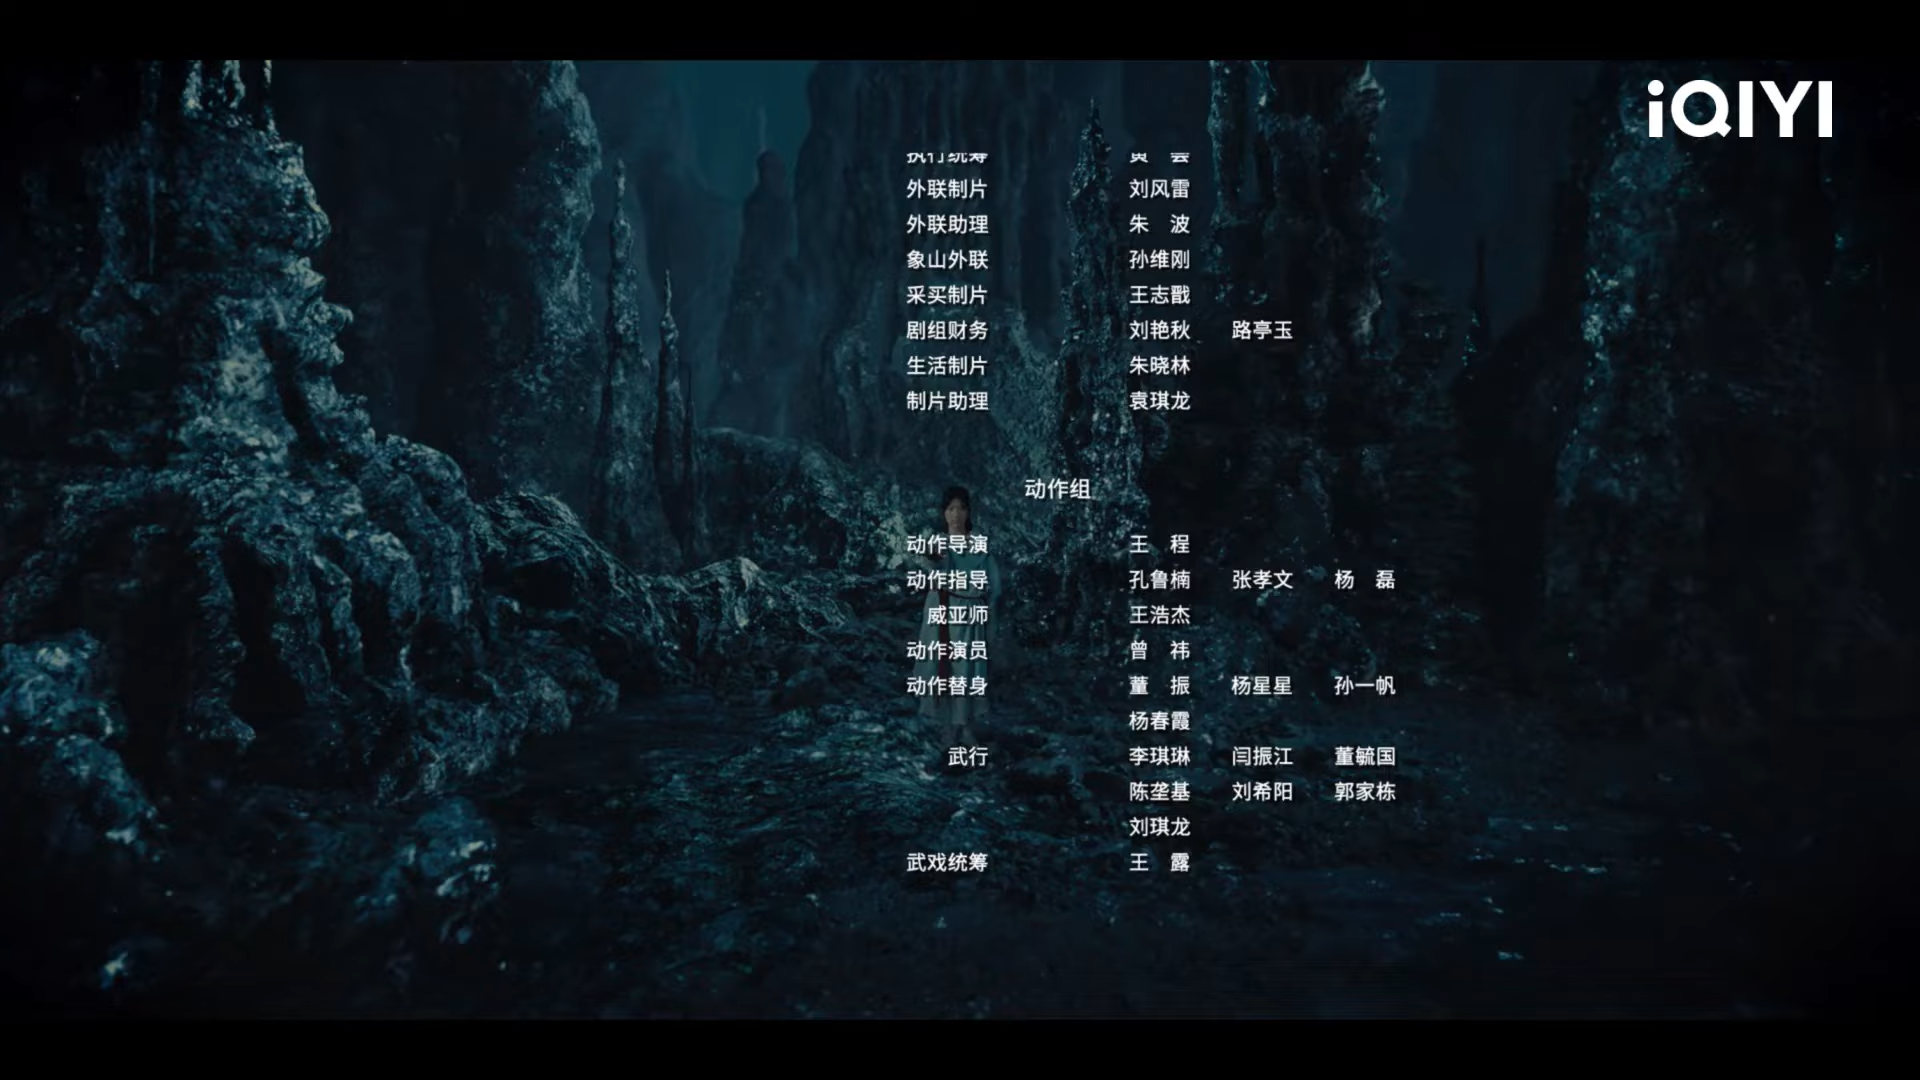 iQIYI
执行统筹
外联制片 刘风雷
外联助理 朱 波
象山外联 孙维刚
采买制片 王志戬
剧组财务 刘艳秋 路亭玉
生活制片 朱晓林
制片助理 袁琪龙
动作组
动作导演 王 程
动作指导 孔鲁楠 张孝文 杨 磊
威亚师 王浩杰
动作演员 曾 祎
动作替身 董 振 杨星星 孙一帆
杨春霞
武行 李琪琳 闫振江 董毓国
陈垄基 刘希阳 郭家栋
刘琪龙
武戏统筹 王 露